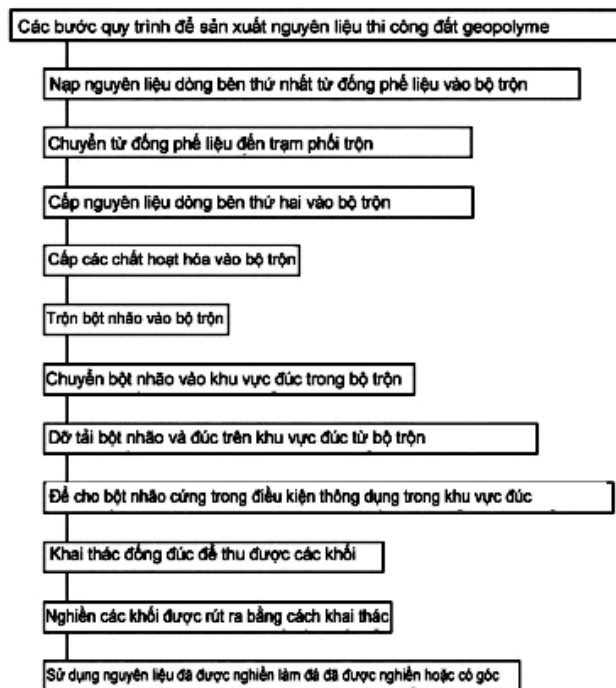 Các bước quy trình để sản xuất nguyên liệu thi công đất geopolyme
Nạp nguyên liệu dòng bên thứ nhất từ đống phế liệu vào bộ trộn
Chuyển từ đống phế liệu đến trạm phối trộn
Cấp nguyên liệu dòng bên thứ hai vào bộ trộn
Cấp các chất hoạt hóa vào bộ trộn
Trộn bột nhão vào bộ trộn
Chuyển bột nhão vào khu vực đúc trong bộ trộn
Dỡ tải bột nhão và đúc trên khu vực đúc từ bộ trộn
Để cho bột nhão cứng trong điều kiện thông dụng trong khu vực đúc
Khai thác đống đúc để thu được các khối
Nghiền các khối được rút ra bằng cách khai thác
Sử dụng nguyên liệu đã được nghiền làm đá đã được nghiền hoặc có góc